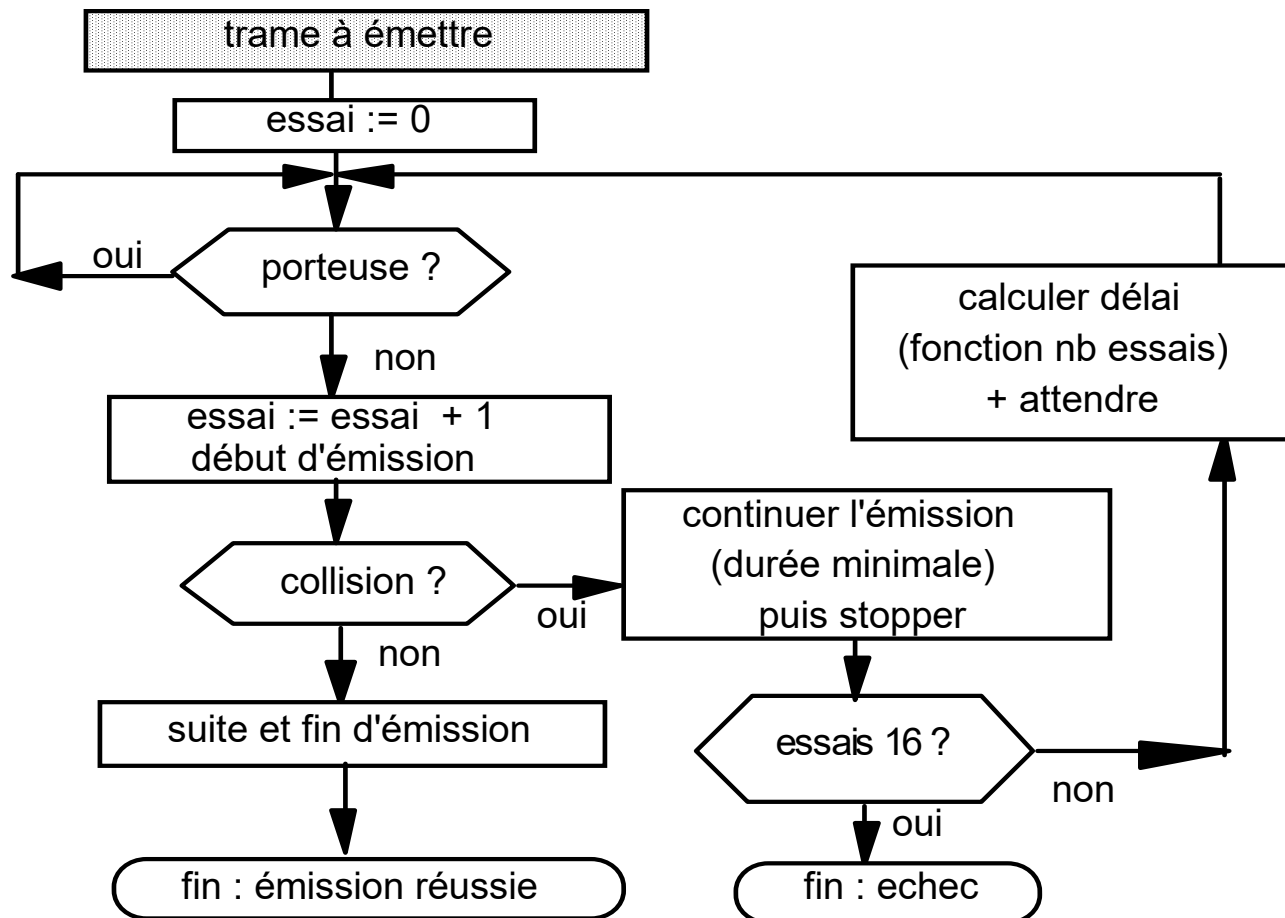 trame à émettre
essai := 0
oui
porteuse ?
non
essai := essai + 1
début d'émission
collision ?
oui
non
suite et fin d'émission
fin : émission réussie
continuer l'émission
(durée minimale)
puis stopper
essais 16 ?
non
oui
fin : echec
calculer délai
(fonction nb essais)
+ attendre